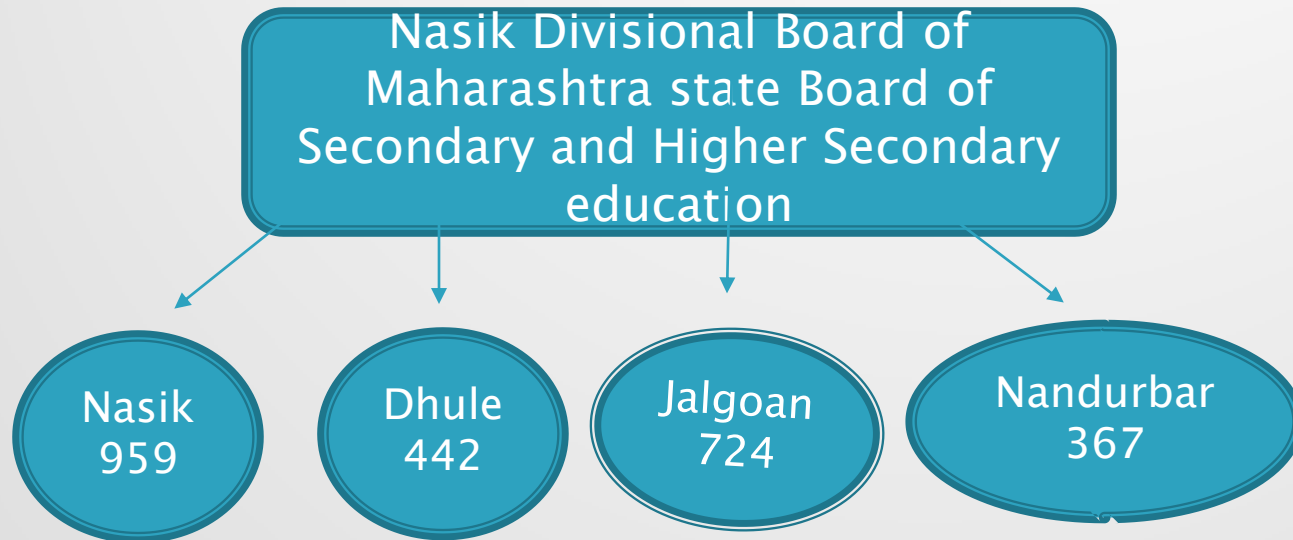 Nasik Divisional Board of
Maharashtra state Board of
Secondary and Higher Secondary
education
Nasik
959
Dhule
442
Jalgoan
724
Nandurbar
367